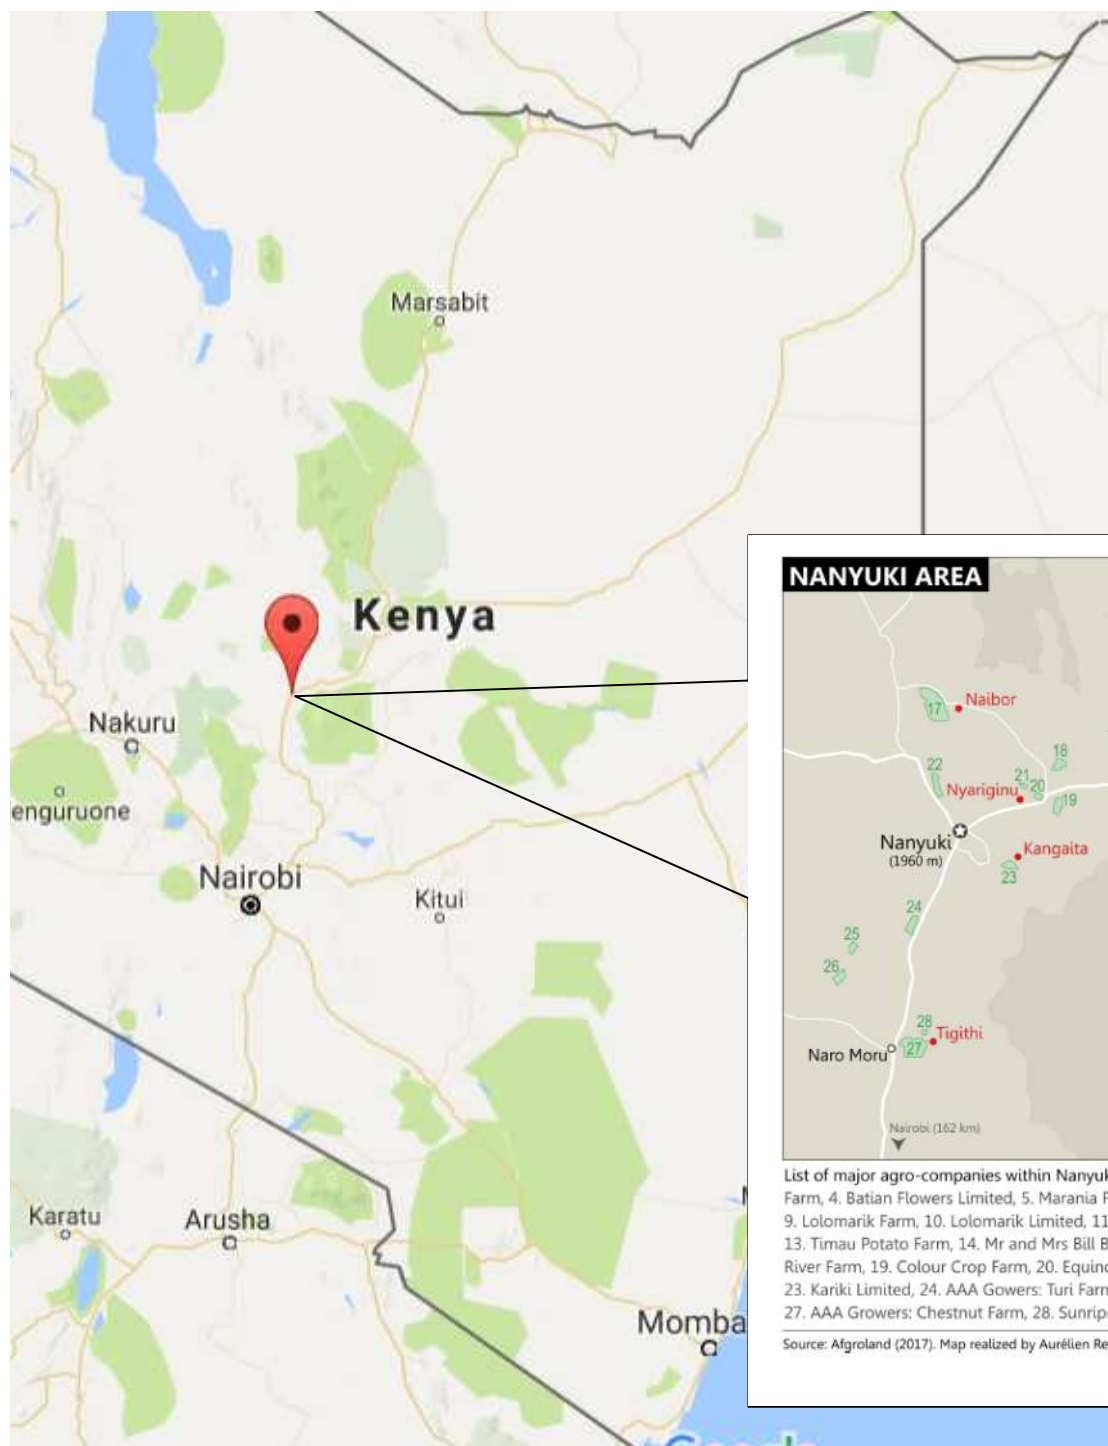 Marsabit
Kenya
Nakuru
enguruone
Nairobi
Kitui
Karatu
Arusha
Momba
NANYUKI AREA
17
Naibor
18
22
21
20
Nyariginu
19
Nanyuki
(1960 m)
Kangaita
23
24
25
26
28
Tigithi
27
Naro Moru
Nairobi (162 km)
List of major agro-companies within Nanyuk
Farm, 4. Batian Flowers Limited, 5. Marania F
9. Lolomarik Farm, 10. Lolomarik Limited, 11
13. Timau Potato Farm, 14. Mr and Mrs Bill B
River Farm, 19. Colour Crop Farm, 20. Equino
23. Kariki Limited, 24. AAA Gowers: Turi Farm
27. AAA Growers: Chestnut Farm, 28. Sunrip
Source: Afgroland (2017). Map realized by Aurélien Re